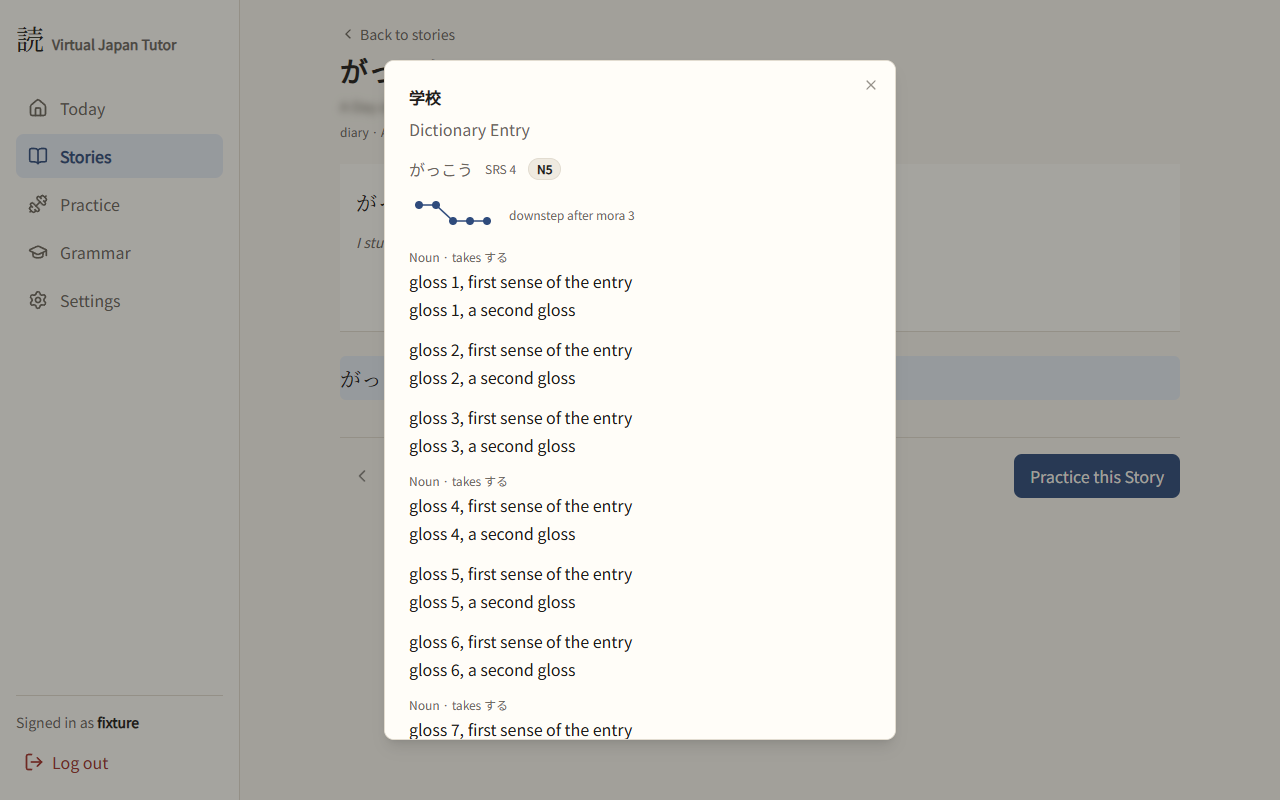 読 Virtual Japan Tutor
Today
Stories
Practice
Grammar
Settings
Signed in as fixture
Log out
Back to stories
がっ
diary ·
がっ
I stu
がっ
Practice this Story
学校
Dictionary Entry
がっこう SRS 4 N5
downstep after mora 3
Noun · takes する
gloss 1, first sense of the entry
gloss 1, a second gloss
gloss 2, first sense of the entry
gloss 2, a second gloss
gloss 3, first sense of the entry
gloss 3, a second gloss
Noun · takes する
gloss 4, first sense of the entry
gloss 4, a second gloss
gloss 5, first sense of the entry
gloss 5, a second gloss
gloss 6, first sense of the entry
gloss 6, a second gloss
Noun · takes する
gloss 7, first sense of the entry